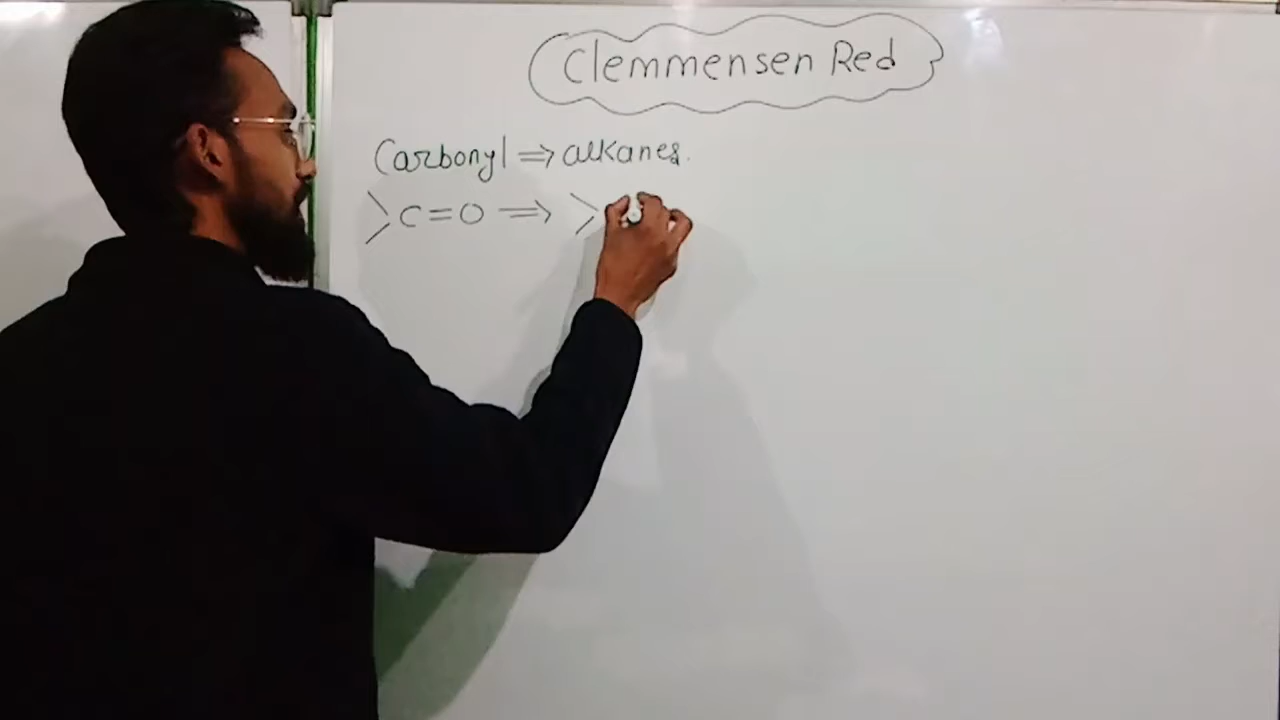 Clemmensen Red
Carbonyl ⇒ alkanes.
>C=O ⇒ >